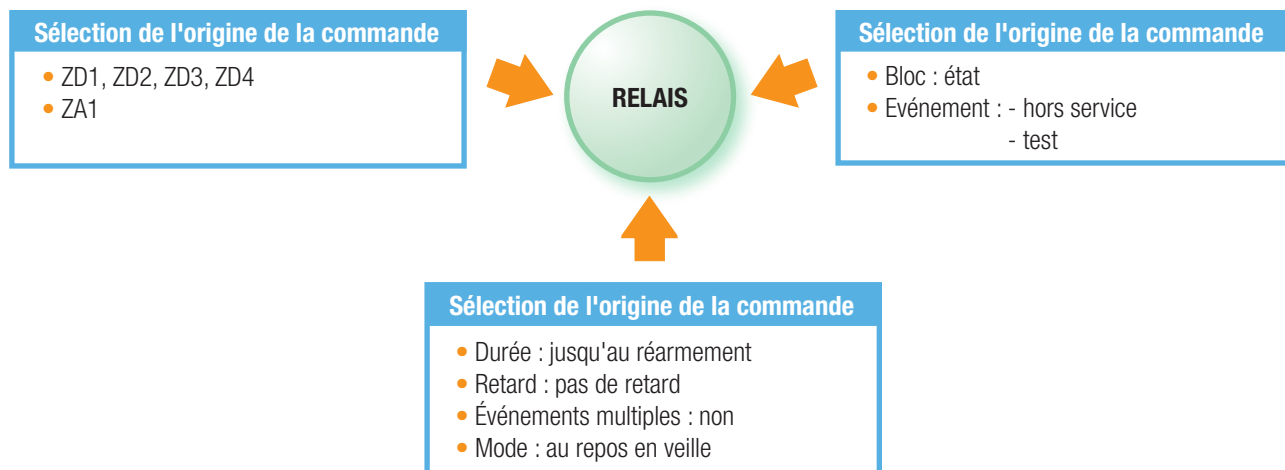 Sélection de l'origine de la commande
• ZD1, ZD2, ZD3, ZD4
• ZA1
RELAIS
Sélection de l'origine de la commande
• Bloc : état
• Evénement : - hors service
- test
Sélection de l'origine de la commande
• Durée : jusqu'au réarmement
• Retard : pas de retard
• Événements multiples : non
• Mode : au repos en veille